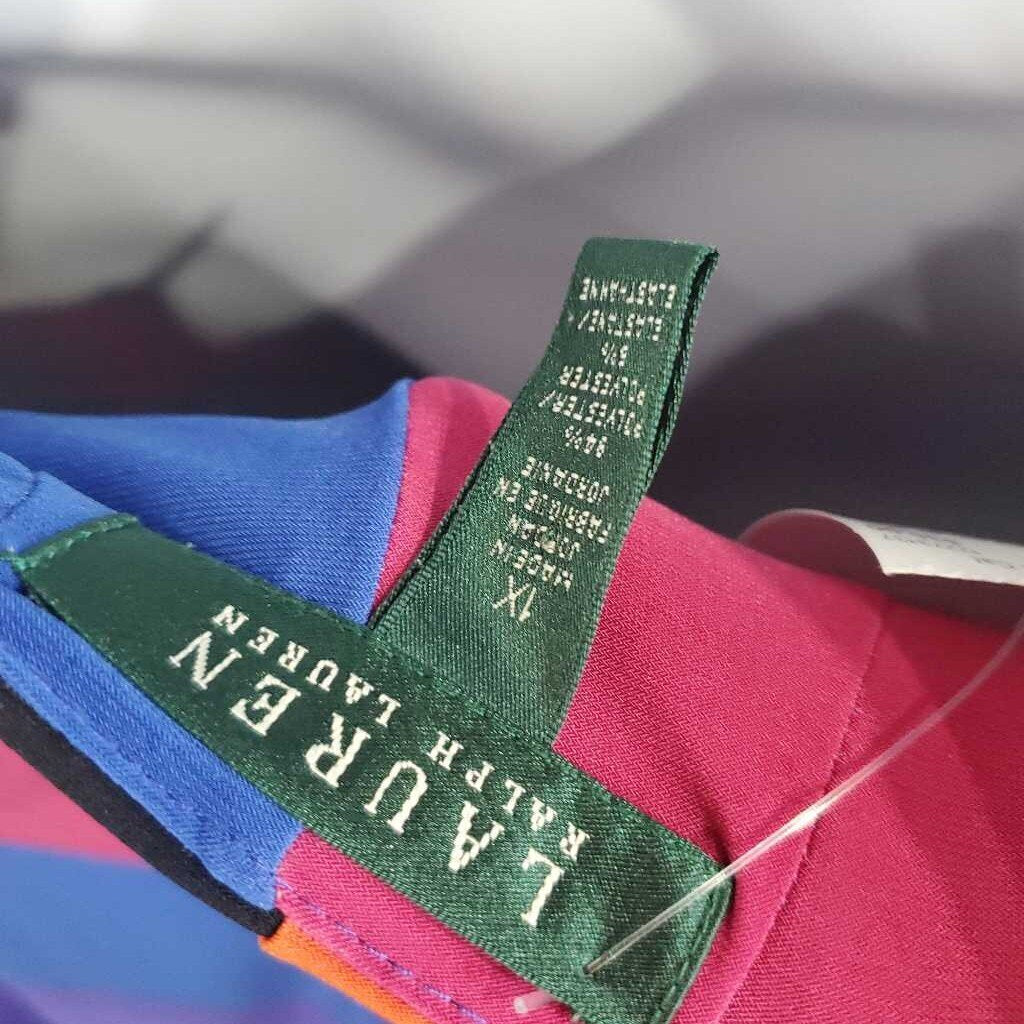 LAUREN
RALPH LAUREN
1X
MADE IN
JORDAN
FABRIQUÉ EN
JORDANIE
94%
POLYESTER/
POLYESTER
6%
ELASTANE/
ELASTHANNE